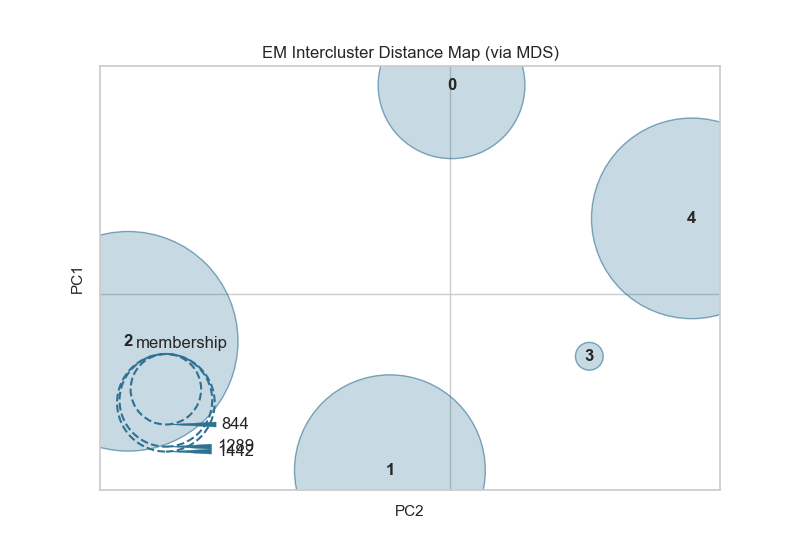 EM Intercluster Distance Map (via MDS)
0
4
PC1
2
membership
3
844
1289
1442
1
PC2